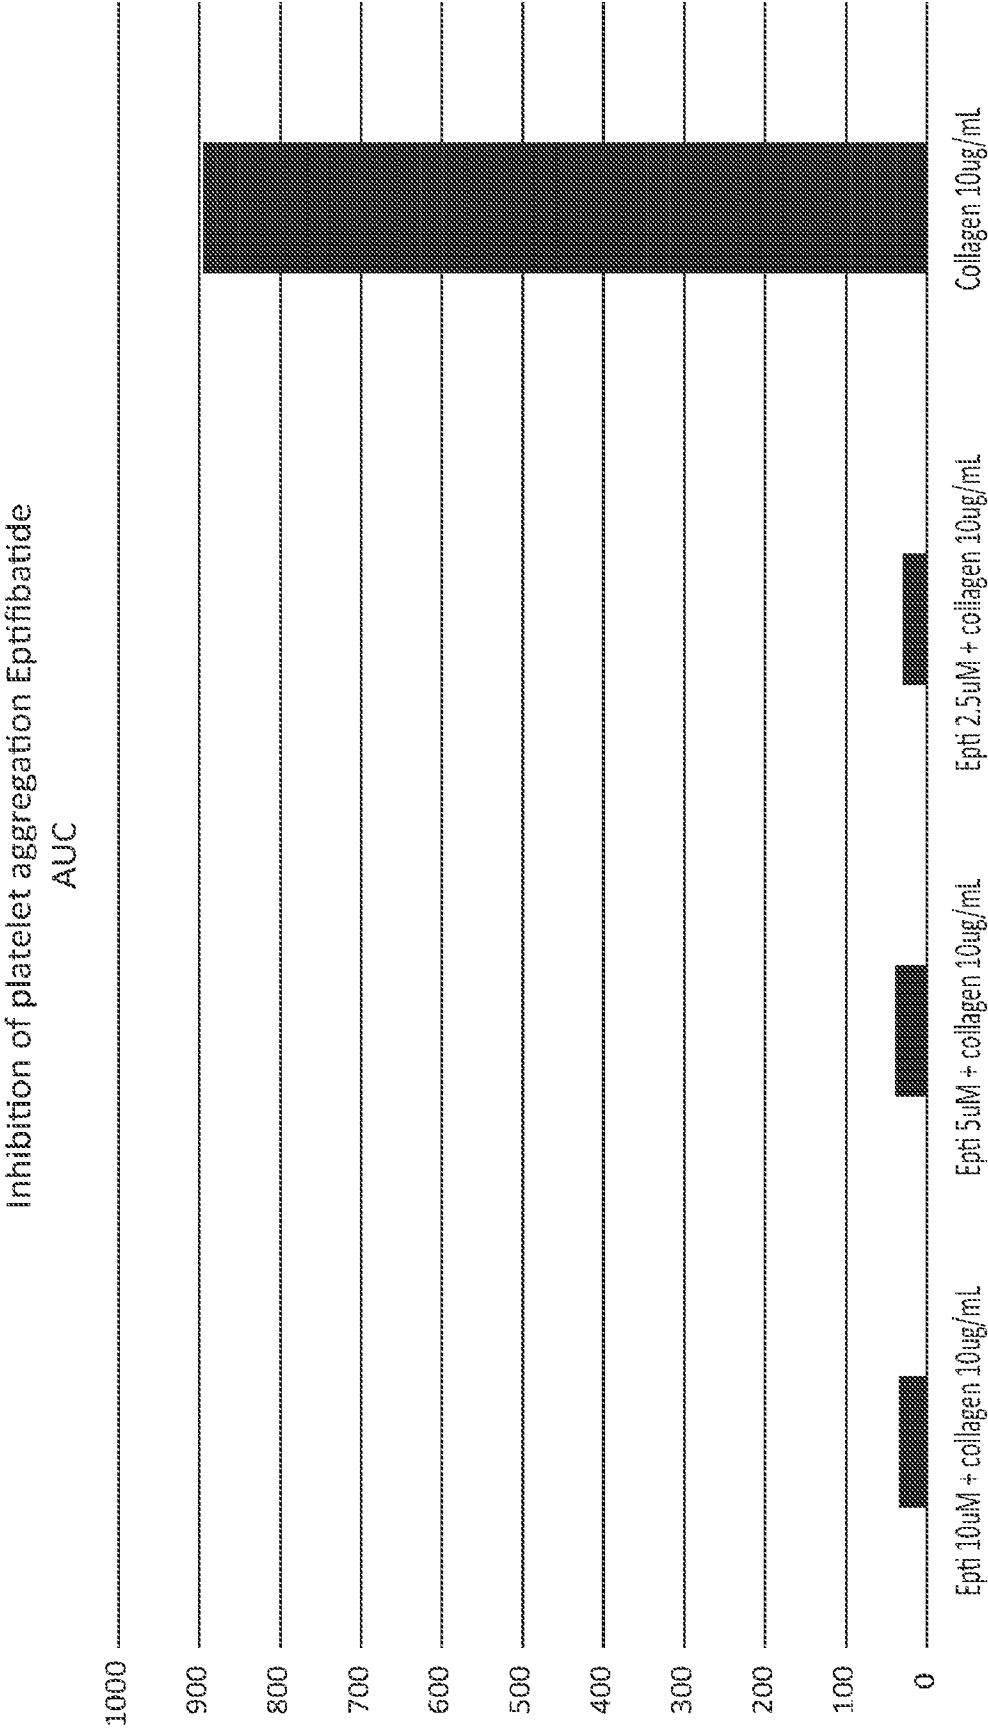 Inhibition of platelet aggregation Eptifibatide
AUC
1000
900
800
700
600
500
400
300
200
100
0
Epti 10uM + collagen 10ug/mL
Epti 5uM + collagen 10ug/mL
Epti 2.5uM + collagen 10ug/mL
Collagen 10ug/mL